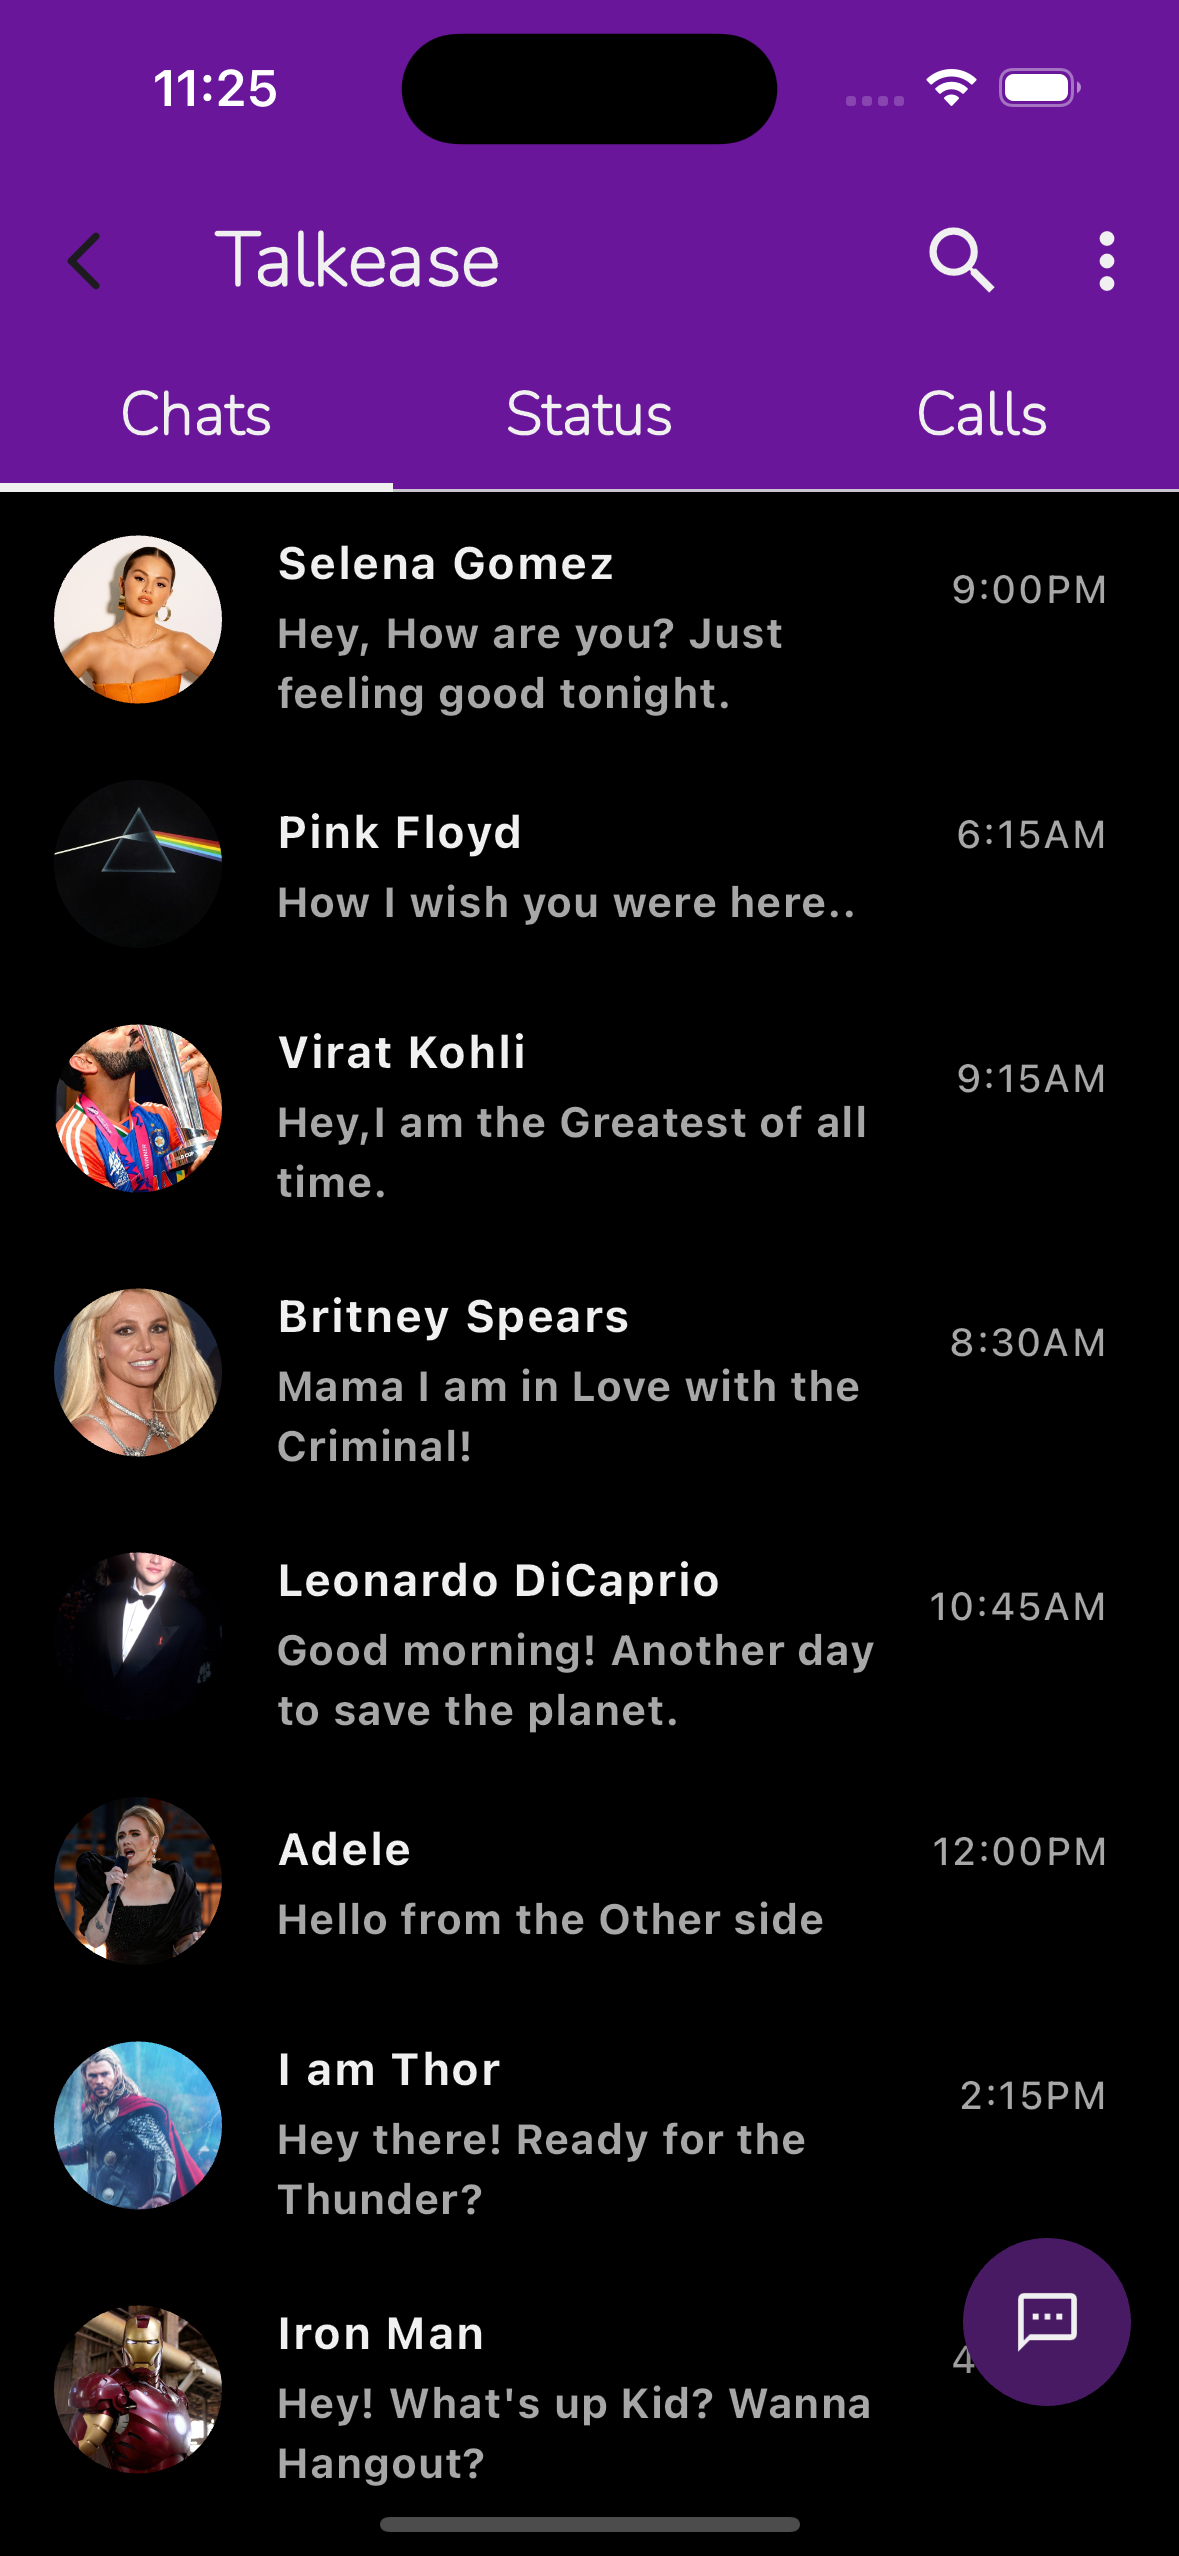 11:25
Talkease
Chats Status Calls
Selena Gomez
9:00PM
Hey, How are you? Just
feeling good tonight.
Pink Floyd
6:15AM
How I wish you were here..
Virat Kohli
9:15AM
Hey,I am the Greatest of all
time.
Britney Spears
8:30AM
Mama I am in Love with the
Criminal!
Leonardo DiCaprio
10:45AM
Good morning! Another day
to save the planet.
Adele
12:00PM
Hello from the Other side
I am Thor
2:15PM
Hey there! Ready for the
Thunder?
Iron Man
Hey! What's up Kid? Wanna
Hangout?